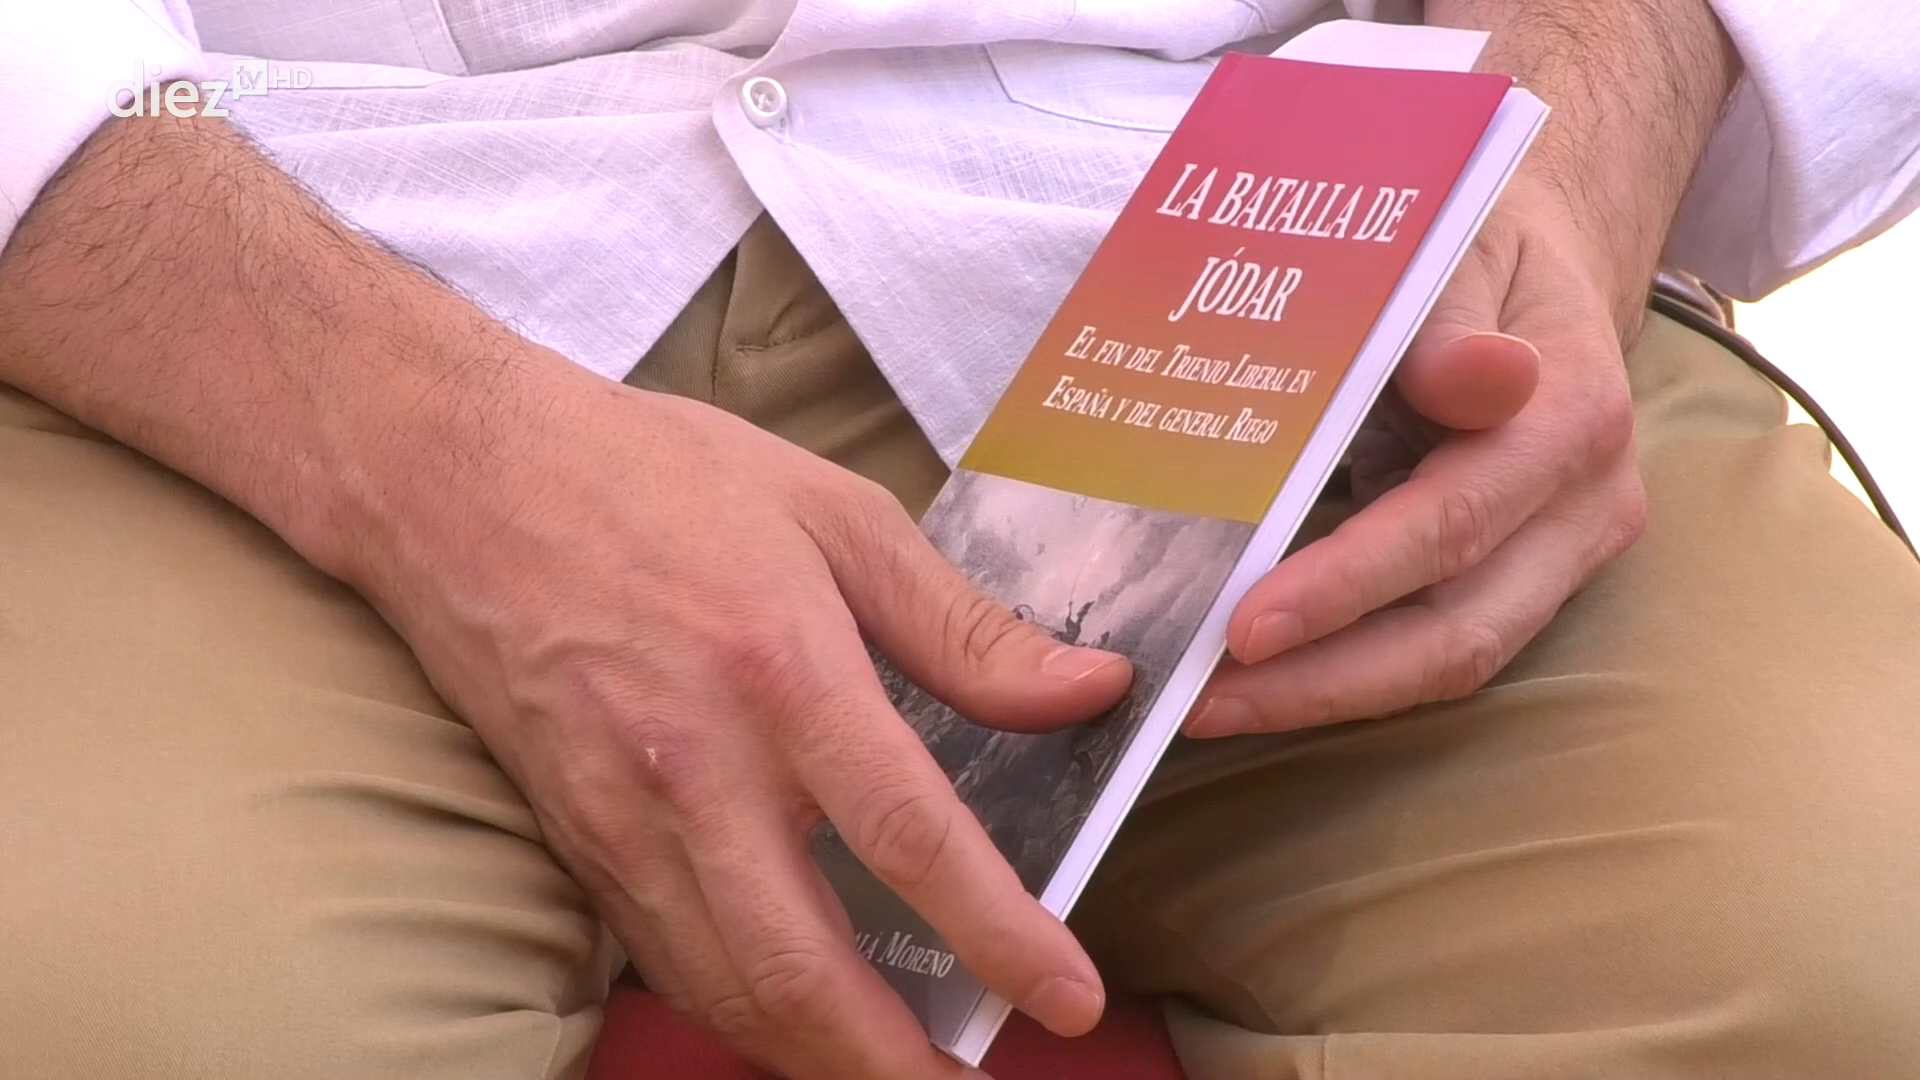 diez tv HD
LA BATALLA DE
JÓDAR
EL FIN DEL TRIENIO LIBERAL EN
ESPAÑA Y DEL GENERAL RIEGO
MORENO